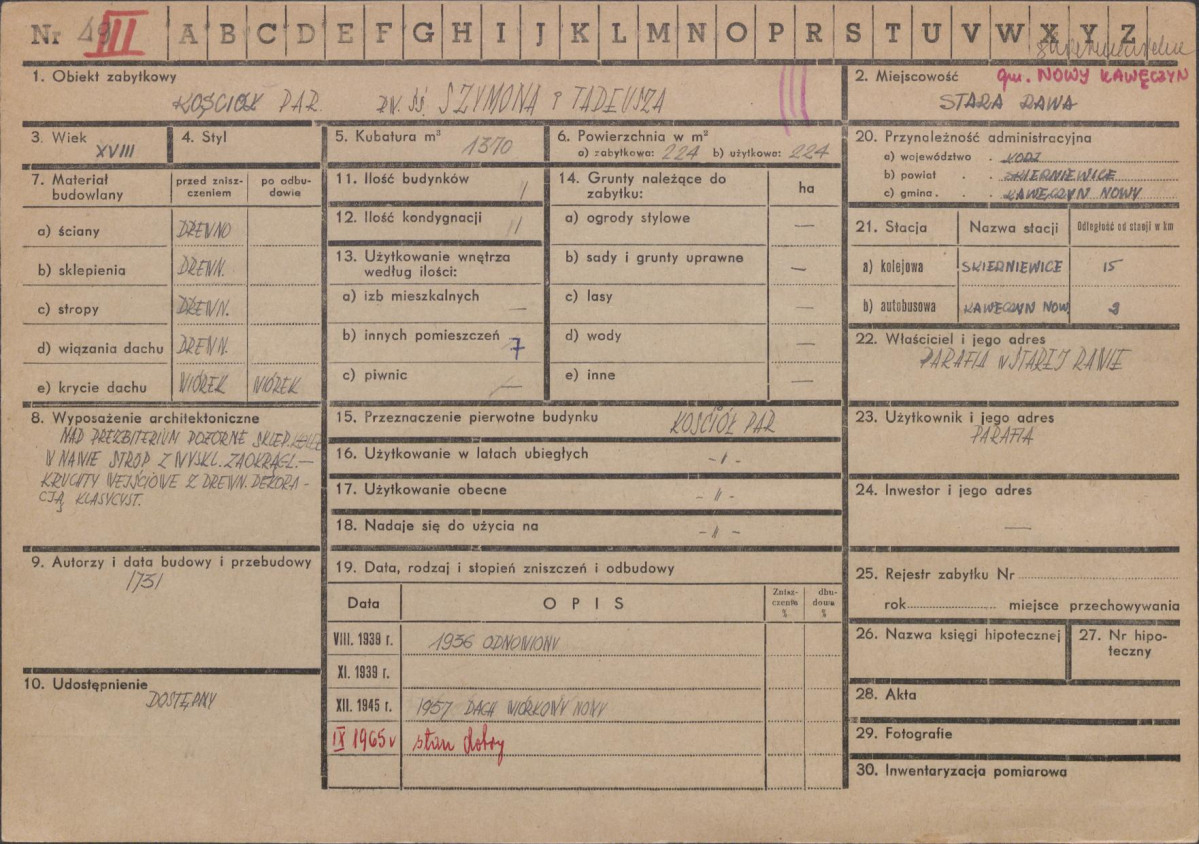 Nr 49 III A B C D E F G H I J K L M N O P R S T U V W X Y Z
1. Obiekt zabytkowy
KOŚCIÓŁ PAR. P.W. ŚŚ SZYMONA I TADEUSZA
2. Miejscowość gm. NOWY KAWĘCZYN
STARA RAWA
3. Wiek XVIII
4. Styl
5. Kubatura m³ 1370
6. Powierzchnia w m²
a) zabytkowa: 224 b) użytkowa: 224
20. Przynależność administracyjna
a) województwo . ŁÓDŹ
b) powiat . . SKIERNIEWICE
c) gmina . . KAWĘCZYN NOWY
7. Materiał budowlany
przed zniszczeniem
po odbudowie
a) ściany DREWNO
b) sklepienia DREWN.
c) stropy DREWN.
d) wiązania dachu DREWN.
e) krycie dachu WIÓREK WIÓREK
11. Ilość budynków
12. Ilość kondygnacji
13. Użytkowanie wnętrza
według ilości:
a) izb mieszkalnych —
b) innych pomieszczeń 7
c) piwnic —
14. Grunty należące do
zabytku:
ha
a) ogrody stylowe —
b) sady i grunty uprawne —
c) lasy —
d) wody —
e) inne —
21. Stacja Nazwa stacji Odległość od stacji w km
a) kolejowa SKIERNIEWICE 15
b) autobusowa KAWĘCZYN NOW. 3
22. Właściciel i jego adres
PARAFIA W STAREJ RAWIE
8. Wyposażenie architektoniczne
NAD PREZBITERIUM POZORNE SKLEP.
W NAWIE STROP Z WYSKL. ZAOKRĄGL. —
KRUCHTY WEJŚCIOWE Z DREWN. DEKORA-
CJĄ KLASYCYST.
15. Przeznaczenie pierwotne budynku KOŚCIÓŁ PAR
16. Użytkowanie w latach ubiegłych - " -
17. Użytkowanie obecne - " -
18. Nadaje się do użycia na - " -
23. Użytkownik i jego adres
PARAFIA
24. Inwestor i jego adres
—
9. Autorzy i data budowy i przebudowy
1731
19. Data, rodzaj i stopień zniszczeń i odbudowy
Data OPIS Zniszczenia % dbudowa %
VIII. 1939 r. 1936 ODNOWIONY
XI. 1939 r.
XII. 1945 r. 1957 DACH WIÓRKOWY NOWY
IX 1965 r stan dobry
10. Udostępnienie
DOSTĘPNY
25. Rejestr zabytku Nr
rok miejsce przechowywania
26. Nazwa księgi hipotecznej
27. Nr hipo-
teczny
28. Akta
29. Fotografie
30. Inwentaryzacja pomiarowa